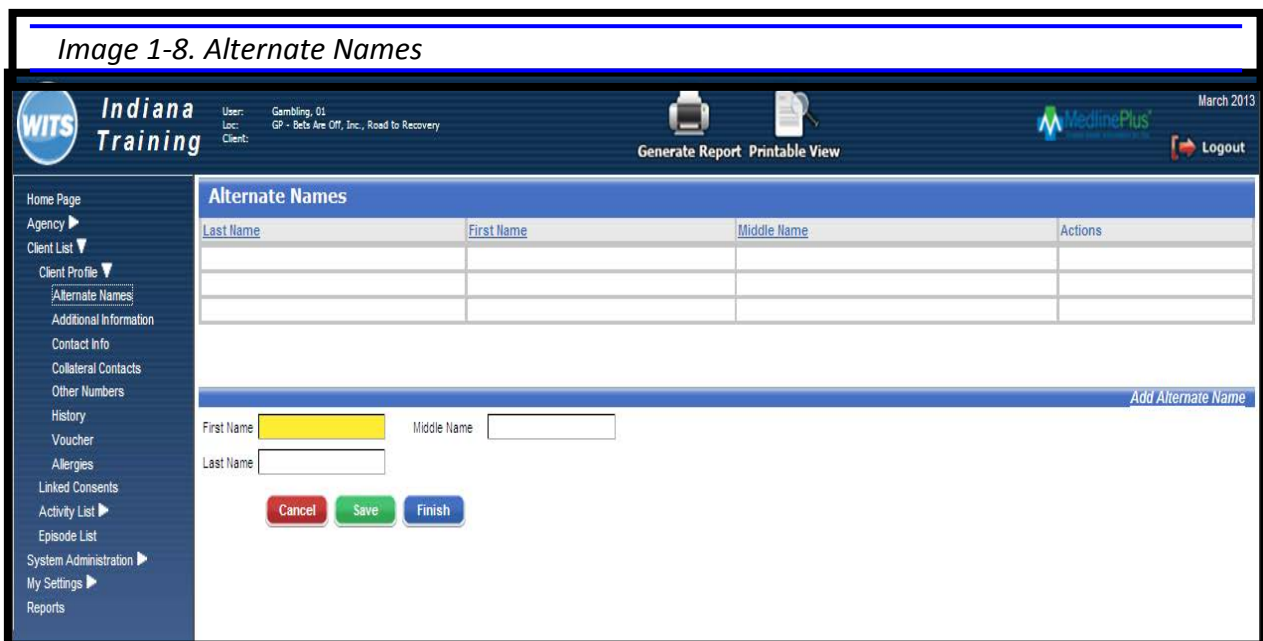 Image 1-8. Alternate Names
WITS
Indiana
Training
User: Gambling, 01
Loc: GP - Bets Are Off, Inc., Road to Recovery
Client:
Generate Report Printable View
MedlinePlus
March 2013
Logout
Home Page
Agency
Client List
Client Profile
Alternate Names
Additional Information
Contact Info
Collateral Contacts
Other Numbers
History
Voucher
Allergies
Linked Consents
Activity List
Episode List
System Administration
My Settings
Reports
Alternate Names
Last Name First Name Middle Name Actions
Add Alternate Name
First Name Middle Name
Last Name
Cancel Save Finish